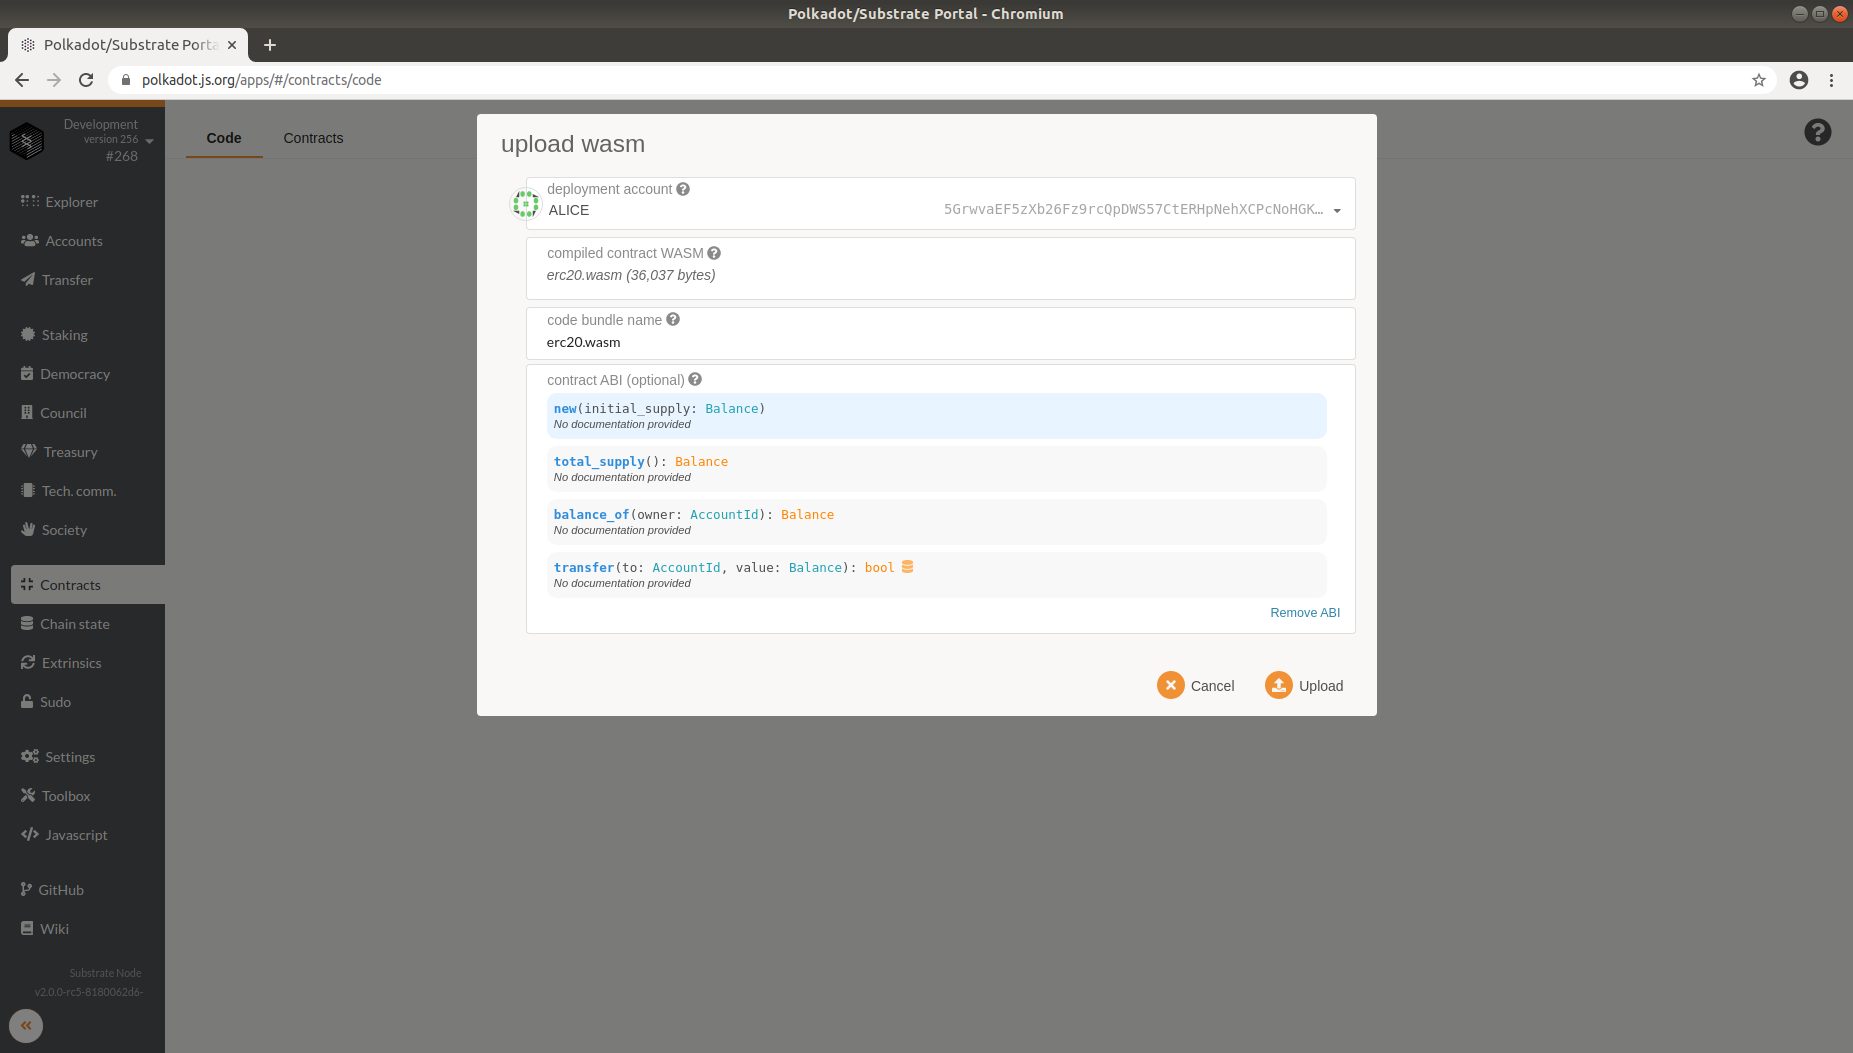 Polkadot/Substrate Portal - Chromium
Polkadot/Substrate Porta
polkadot.js.org/apps/#/contracts/code
Development
version 256
#268
Explorer
Accounts
Transfer
Staking
Democracy
Council
Treasury
Tech. comm.
Society
Contracts
Chain state
Extrinsics
Sudo
Settings
Toolbox
Javascript
GitHub
Wiki
Substrate Node
v2.0.0-rc5-8180062d6-
Code Contracts
upload wasm
deployment account
ALICE 5GrwvaEF5zXb26Fz9rcQpDWS57CtERHpNehXCPcNoHGK…
compiled contract WASM
erc20.wasm (36,037 bytes)
code bundle name
erc20.wasm
contract ABI (optional)
new(initial_supply: Balance)
No documentation provided
total_supply(): Balance
No documentation provided
balance_of(owner: AccountId): Balance
No documentation provided
transfer(to: AccountId, value: Balance): bool
No documentation provided
Remove ABI
Cancel Upload